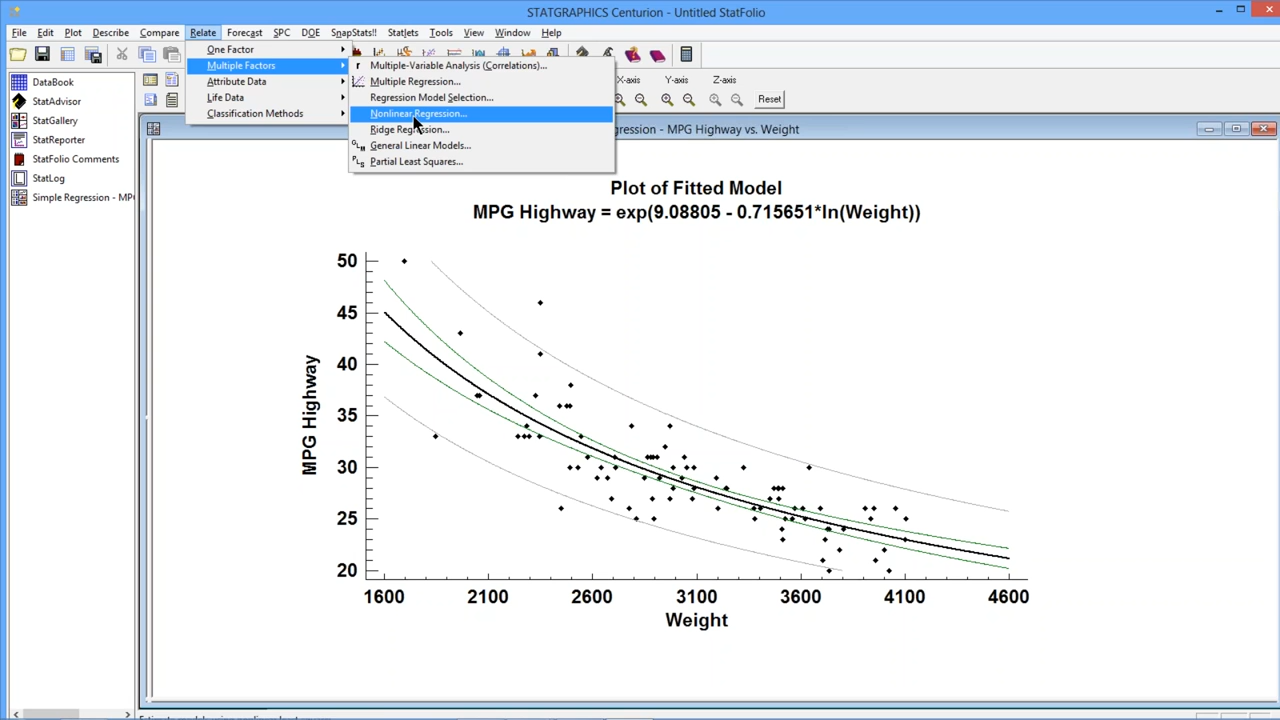 STATGRAPHICS Centurion - Untitled StatFolio
File Edit Plot Describe Compare Relate Forecast SPC DOE SnapStats!! Statlets Tools View Window Help
One Factor
Multiple Factors
Attribute Data
Life Data
Classification Methods
Multiple-Variable Analysis (Correlations)...
Multiple Regression...
Regression Model Selection...
Nonlinear Regression...
Ridge Regression...
General Linear Models...
Partial Least Squares...
X-axis Y-axis Z-axis
Reset
DataBook
StatAdvisor
StatGallery
StatReporter
StatFolio Comments
StatLog
Simple Regression - MP
gression - MPG Highway vs. Weight
Plot of Fitted Model
MPG Highway = exp(9.08805 - 0.715651*ln(Weight))
MPG Highway
50
45
40
35
30
25
20
1600 2100 2600 3100 3600 4100 4600
Weight